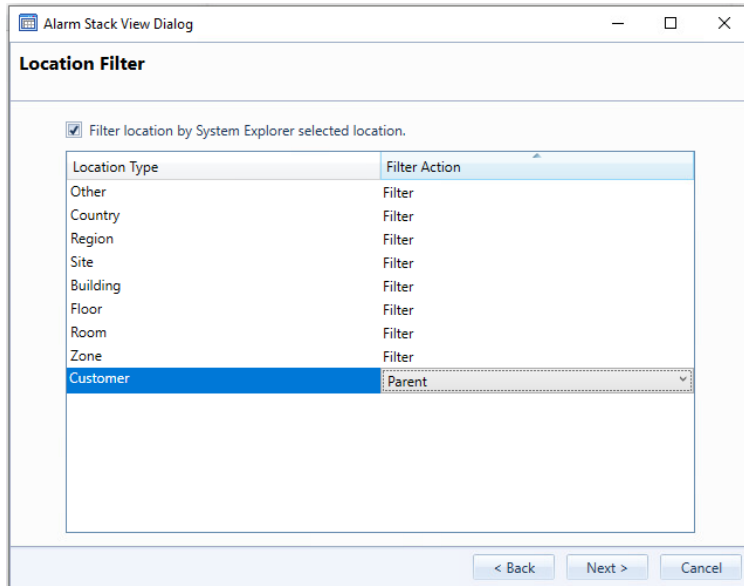 Alarm Stack View Dialog
Location Filter
Filter location by System Explorer selected location.
Location Type Filter Action
Other Filter
Country Filter
Region Filter
Site Filter
Building Filter
Floor Filter
Room Filter
Zone Filter
Customer Parent
< Back Next > Cancel